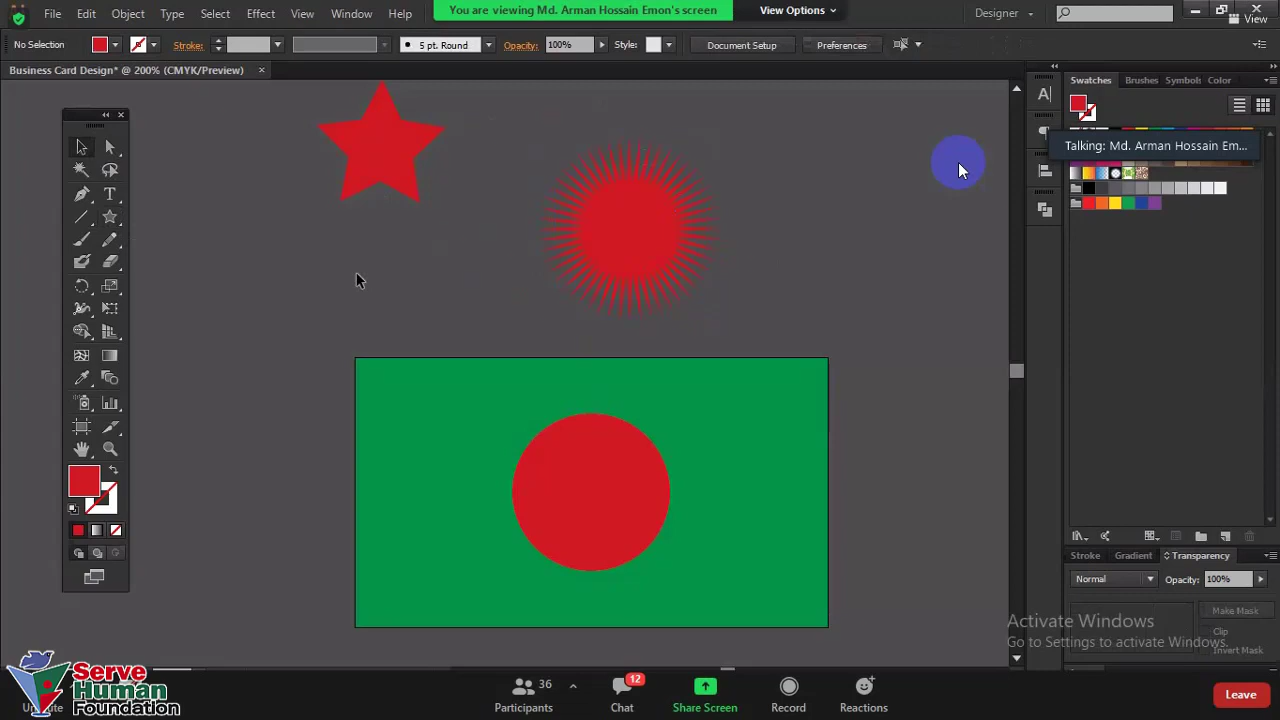 File Edit Object Type Select Effect View Window Help
You are viewing Md. Arman Hossain Emon's screen
View Options
Designer
View
No Selection
Stroke:
5 pt. Round
Opacity: 100%
Style:
Document Setup
Preferences
Business Card Design* @ 200% (CMYK/Preview)
Swatches Brushes Symbols Color
Talking: Md. Arman Hossain Em...
Stroke Gradient Transparency
Normal
Opacity: 100%
Make Mask
Clip
Invert Mask
Activate Windows
Go to Settings to activate Windows.
Serve
Human
Foundation
36
Participants
12
Chat
Share Screen
Record
Reactions
Leave